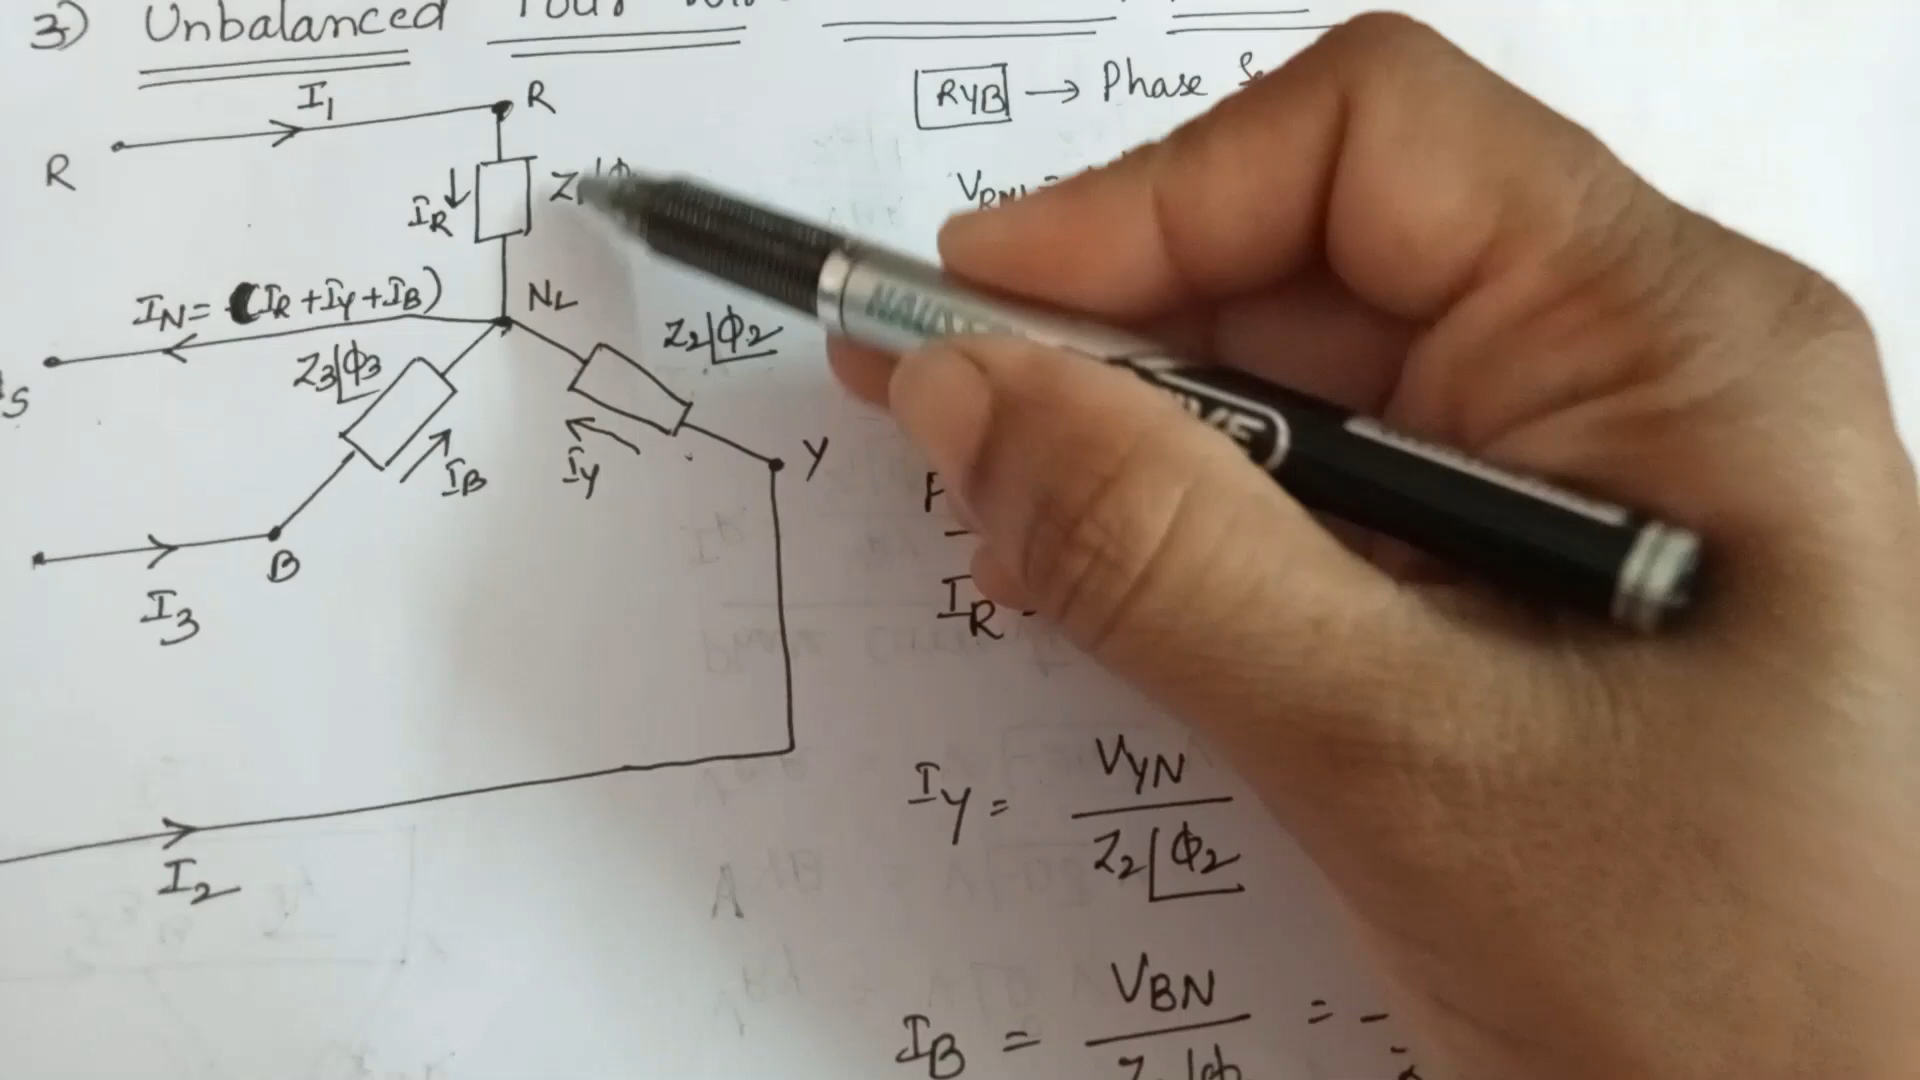 3) Unbalanced Four
RYB → Phase
I1
R
R
IR ↓
IN = (IR + IY + IB)
NL
Z2∠ϕ2
Z3∠ϕ3
S
IB
IY
Y
B
I3
IR
IY = VYN / Z2∠ϕ2
I2
IB = VBN